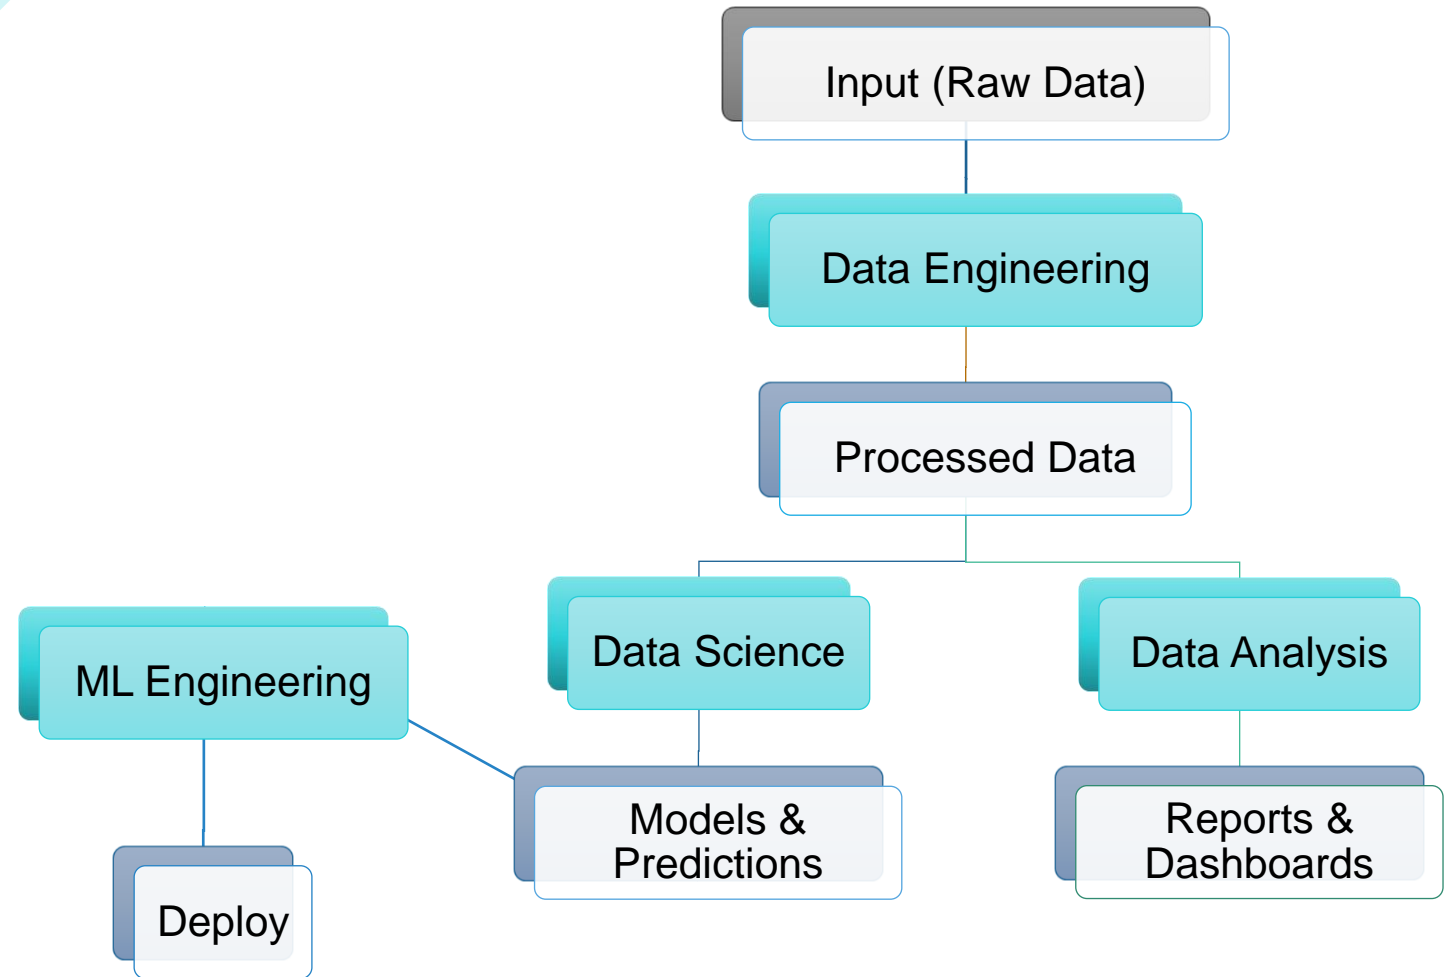 Input (Raw Data)
Data Engineering
Processed Data
Data Science
Data Analysis
ML Engineering
Models &
Predictions
Reports &
Dashboards
Deploy